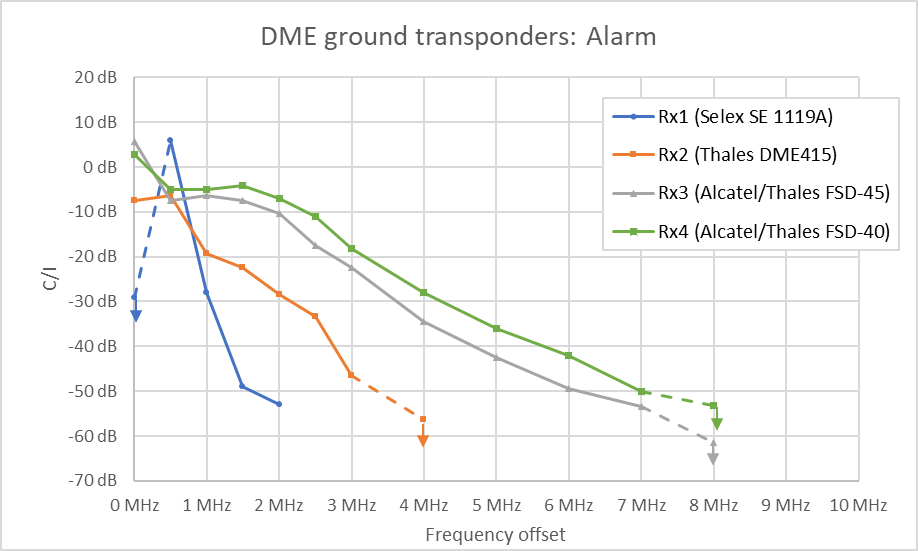 DME ground transponders: Alarm
20 dB
10 dB
0 dB
-10 dB
-20 dB
-30 dB
-40 dB
-50 dB
-60 dB
-70 dB
C/I
Rx1 (Selex SE 1119A)
Rx2 (Thales DME415)
Rx3 (Alcatel/Thales FSD-45)
Rx4 (Alcatel/Thales FSD-40)
0 MHz 1 MHz 2 MHz 3 MHz 4 MHz 5 MHz 6 MHz 7 MHz 8 MHz 9 MHz 10 MHz
Frequency offset